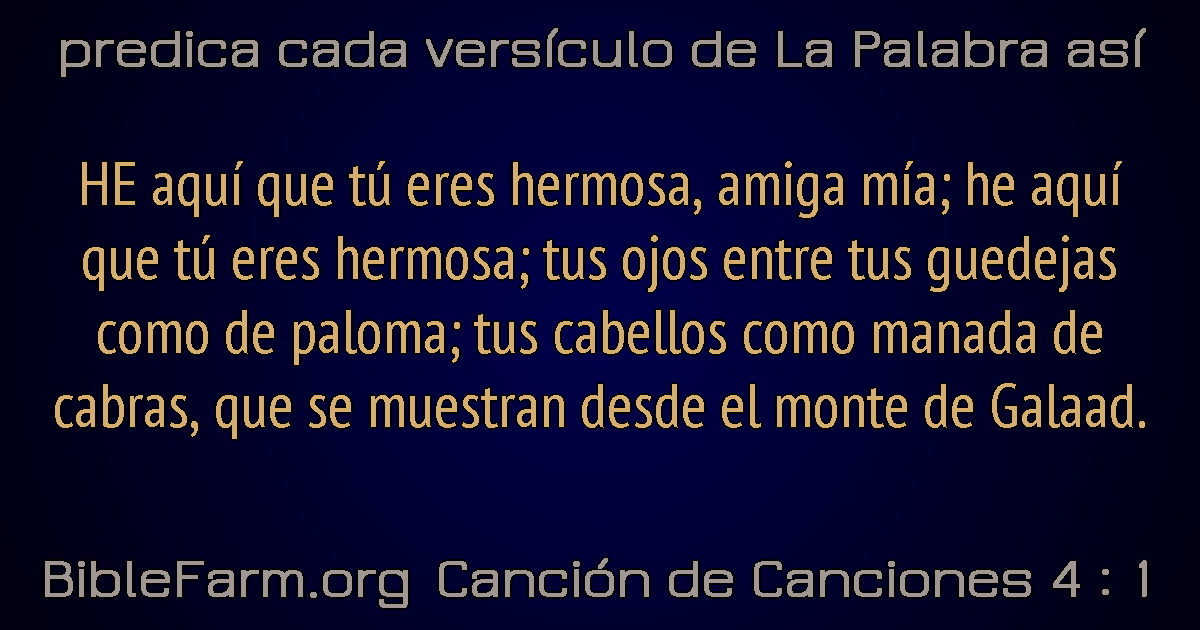 predica cada versículo de La Palabra así
HE aquí que tú eres hermosa, amiga mía; he aquí
que tú eres hermosa; tus ojos entre tus guedejas
como de paloma; tus cabellos como manada de
cabras, que se muestran desde el monte de Galaad.
BibleFarm.org Canción de Canciones 4 : 1